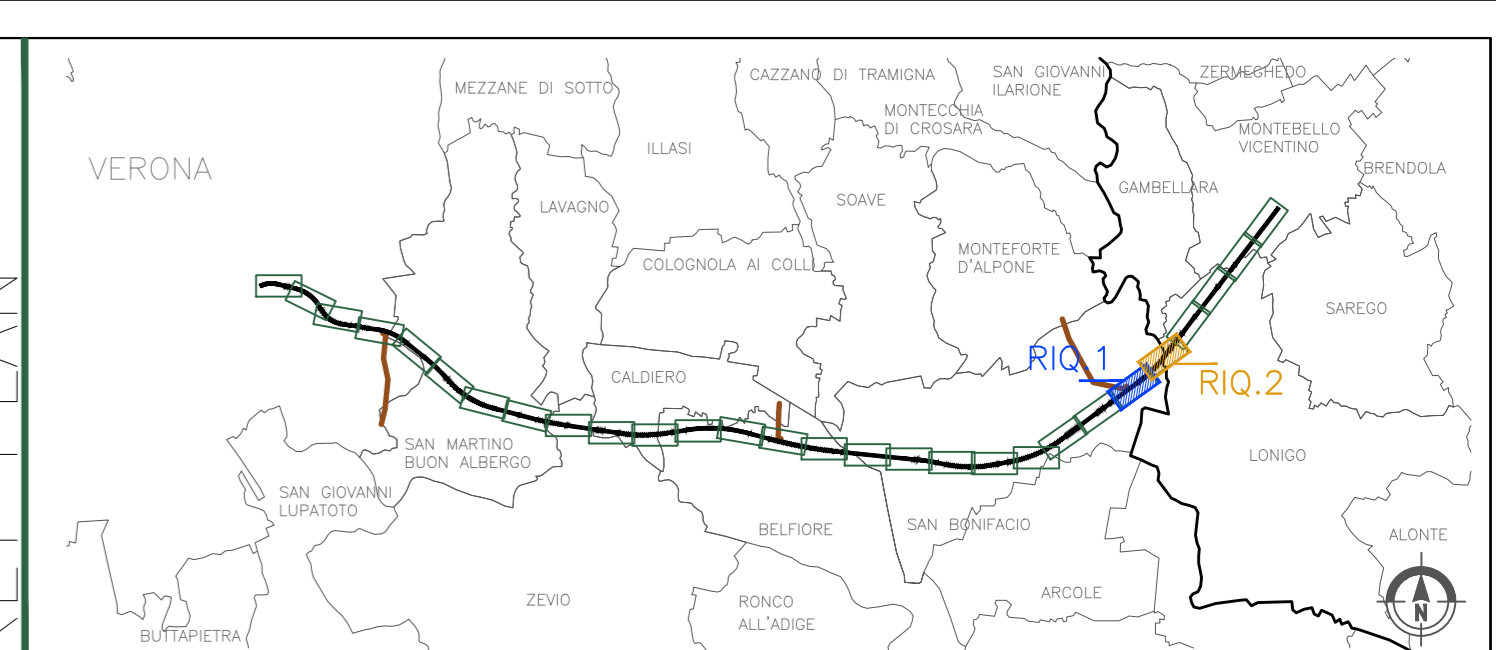 MEZZANE DI SOTTO
CAZZANO DI TRAMIGNA
SAN GIOVANNI
ILARIONE
ZERMEGHEDO
MONTECCHIA
DI CROSARA
MONTEBELLO
VICENTINO
VERONA
ILLASI
BRENDOLA
GAMBELLARA
LAVAGNO
SOAVE
MONTEFORTE
D'ALPONE
COLOGNOLA AI COLLI
SAREGO
RIQ.1
RIQ.2
CALDIERO
SAN MARTINO
BUON ALBERGO
LONIGO
SAN GIOVANNI
LUPATOTO
BELFIORE
SAN BONIFACIO
ALONTE
ZEVIO
RONCO
ALL'ADIGE
ARCOLE
N
BUTTAPIETRA